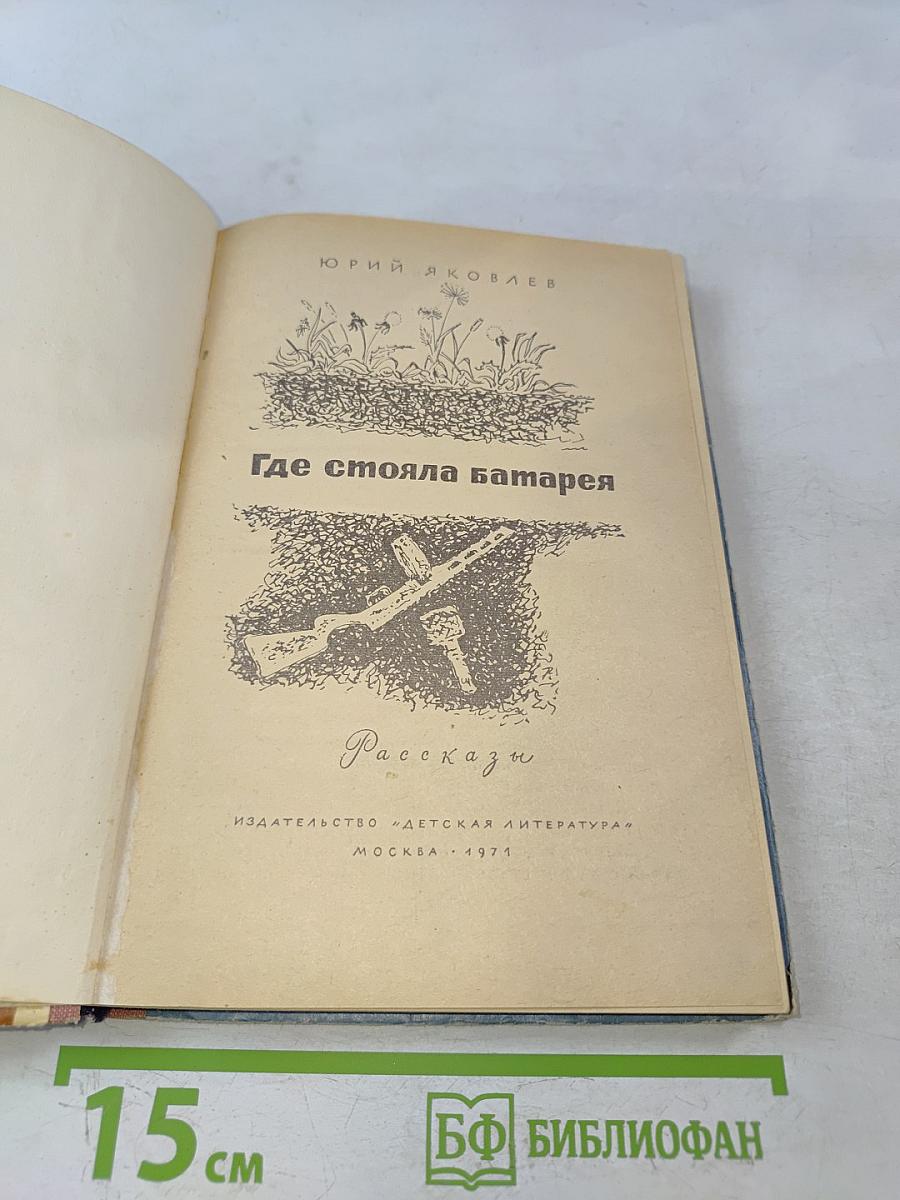 ЮРИЙ ЯКОВЛЕВ
Где стояла батарея
Рассказы
ИЗДАТЕЛЬСТВО «ДЕТСКАЯ ЛИТЕРАТУРА»
МОСКВА · 1971
15 см
БФ БИБЛИОФАН